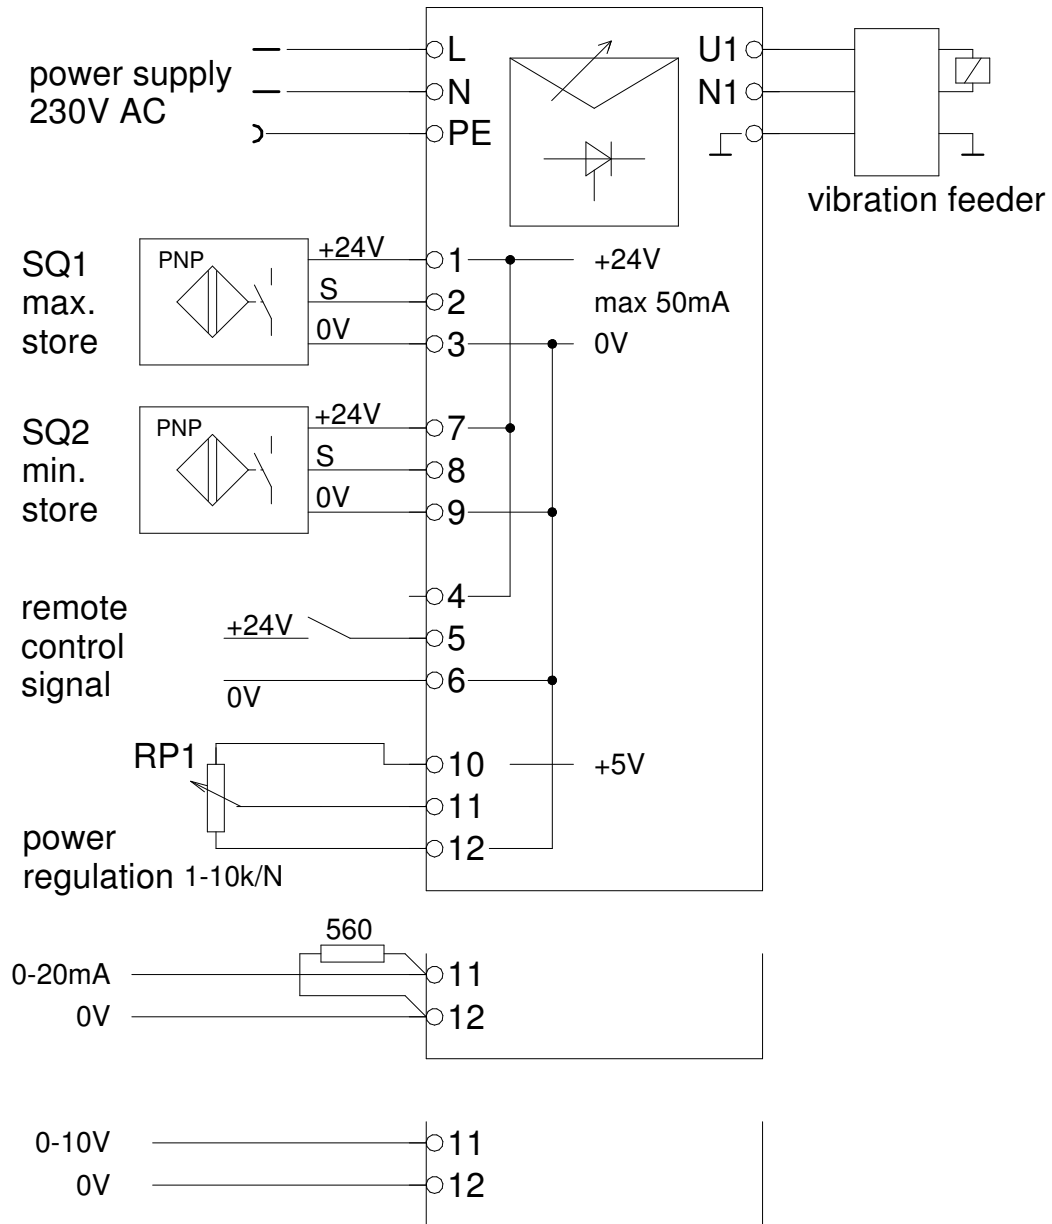 L
U1
power supply
230V AC
N
N1
PE
vibration feeder
SQ1
max.
store
PNP
+24V
1
+24V
S
2
max 50mA
0V
3
0V
SQ2
min.
store
PNP
+24V
7
S
8
0V
9
4
remote
control
signal
+24V
5
0V
6
RP1
10
+5V
11
12
power
regulation 1-10k/N
560
0-20mA
11
0V
12
0-10V
11
0V
12